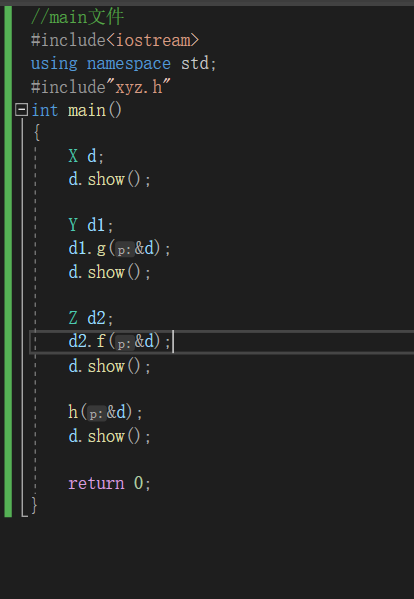 //main文件
#include<iostream>
using namespace std;
#include"xyz.h"
int main()
{
X d;
d.show();
Y d1;
d1.g(p:&d);
d.show();
Z d2;
d2.f(p:&d);
d.show();
h(p:&d);
d.show();
return 0;
}